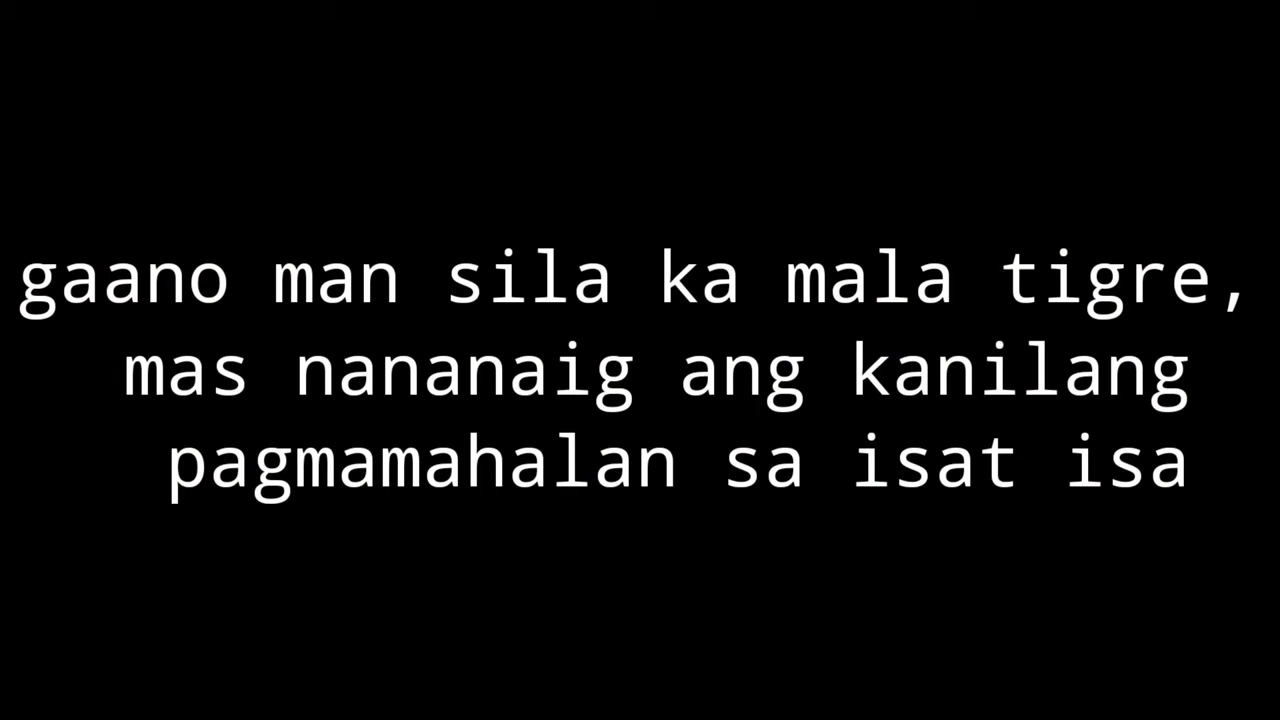 gaano man sila ka mala tigre,
mas nananaig ang kanilang
pagmamahalan sa isat isa